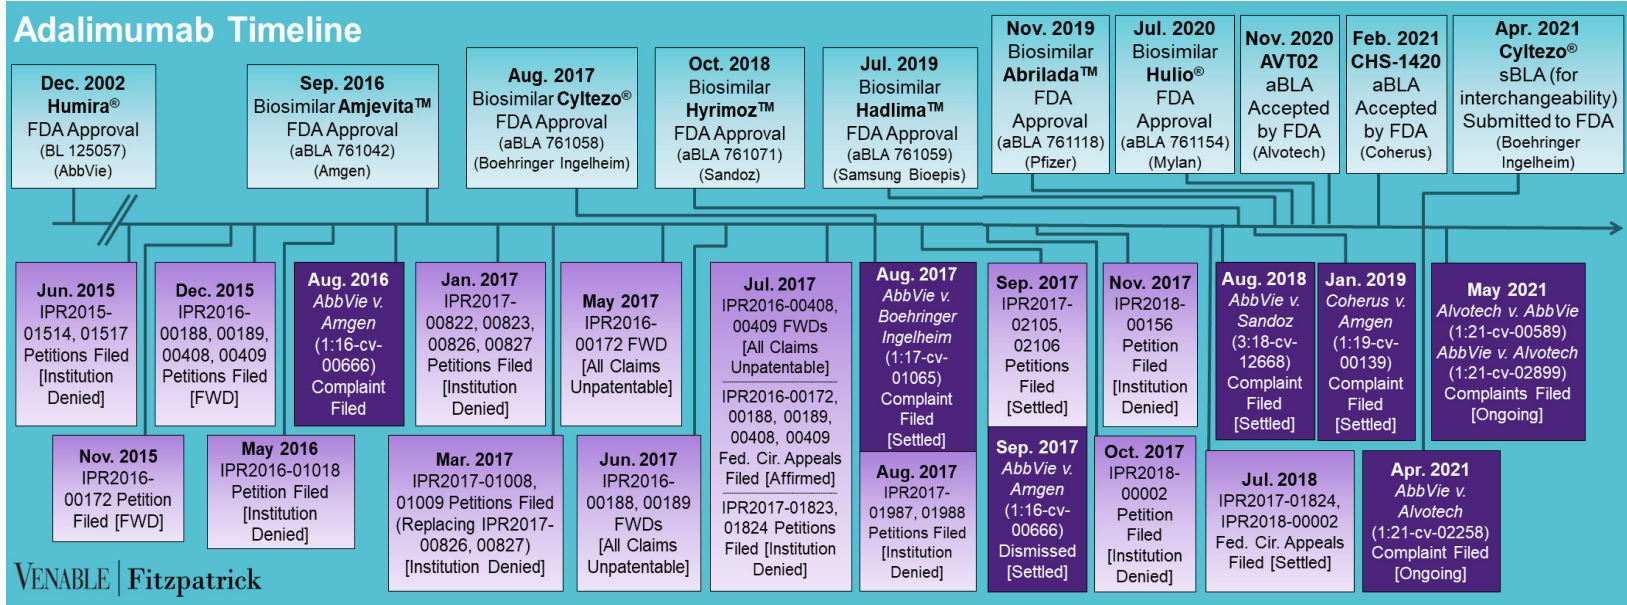 Adalimumab Timeline
Dec. 2002
Humira®
FDA Approval
(BL 125057)
(AbbVie)
Sep. 2016
Biosimilar Amjevita™
FDA Approval
(aBLA 761042)
(Amgen)
Aug. 2017
Biosimilar Cyltezo®
FDA Approval
(aBLA 761058)
(Boehringer Ingelheim)
Oct. 2018
Biosimilar
Hyrimoz™
FDA Approval
(aBLA 761071)
(Sandoz)
Jul. 2019
Biosimilar
Hadlima™
FDA Approval
(aBLA 761059)
(Samsung Bioepis)
Nov. 2019
Biosimilar
Abrilada™
FDA
Approval
(aBLA 761118)
(Pfizer)
Jul. 2020
Biosimilar
Hulio®
FDA
Approval
(aBLA 761154)
(Mylan)
Nov. 2020
AVT02
aBLA
Accepted
by FDA
(Alvotech)
Feb. 2021
CHS-1420
aBLA
Accepted
by FDA
(Coherus)
Apr. 2021
Cyltezo®
sBLA (for
interchangeability)
Submitted to FDA
(Boehringer
Ingelheim)
Jun. 2015
IPR2015-
01514, 01517
Petitions Filed
[Institution
Denied]
Nov. 2015
IPR2016-
00172 Petition
Filed [FWD]
Dec. 2015
IPR2016-
00188, 00189,
00408, 00409
Petitions Filed
[FWD]
May 2016
IPR2016-01018
Petition Filed
[Institution
Denied]
Aug. 2016
AbbVie v.
Amgen
(1:16-cv-
00666)
Complaint
Filed
Jan. 2017
IPR2017-
00822, 00823,
00826, 00827
Petitions Filed
[Institution
Denied]
Mar. 2017
IPR2017-01008,
01009 Petitions Filed
(Replacing IPR2017-
00826, 00827)
[Institution Denied]
May 2017
IPR2016-
00172 FWD
[All Claims
Unpatentable]
Jun. 2017
IPR2016-
00188, 00189
FWDs
[All Claims
Unpatentable]
Jul. 2017
IPR2016-00408,
00409 FWDs
[All Claims
Unpatentable]
IPR2016-00172,
00188, 00189,
00408, 00409
Fed. Cir. Appeals
Filed [Affirmed]
IPR2017-01823,
01824 Petitions
Filed [Institution
Denied]
Aug. 2017
AbbVie v.
Boehringer
Ingelheim
(1:17-cv-
01065)
Complaint
Filed
[Settled]
Aug. 2017
IPR2017-
01987, 01988
Petitions Filed
[Institution
Denied]
Sep. 2017
IPR2017-
02105,
02106
Petitions
Filed
[Settled]
Sep. 2017
AbbVie v.
Amgen
(1:16-cv-
00666)
Dismissed
[Settled]
Nov. 2017
IPR2018-
00156
Petition
Filed
[Institution
Denied]
Oct. 2017
IPR2018-
00002
Petition
Filed
[Institution
Denied]
Aug. 2018
AbbVie v.
Sandoz
(3:18-cv-
12668)
Complaint
Filed
[Settled]
Jul. 2018
IPR2017-01824,
IPR2018-00002
Fed. Cir. Appeals
Filed [Settled]
Jan. 2019
Coherus v.
Amgen
(1:19-cv-
00139)
Complaint
Filed
[Settled]
Apr. 2021
AbbVie v.
Alvotech
(1:21-cv-02258)
Complaint Filed
[Ongoing]
May 2021
Alvotech v. AbbVie
(1:21-cv-00589)
AbbVie v. Alvotech
(1:21-cv-02899)
Complaints Filed
[Ongoing]
VENABLE | Fitzpatrick